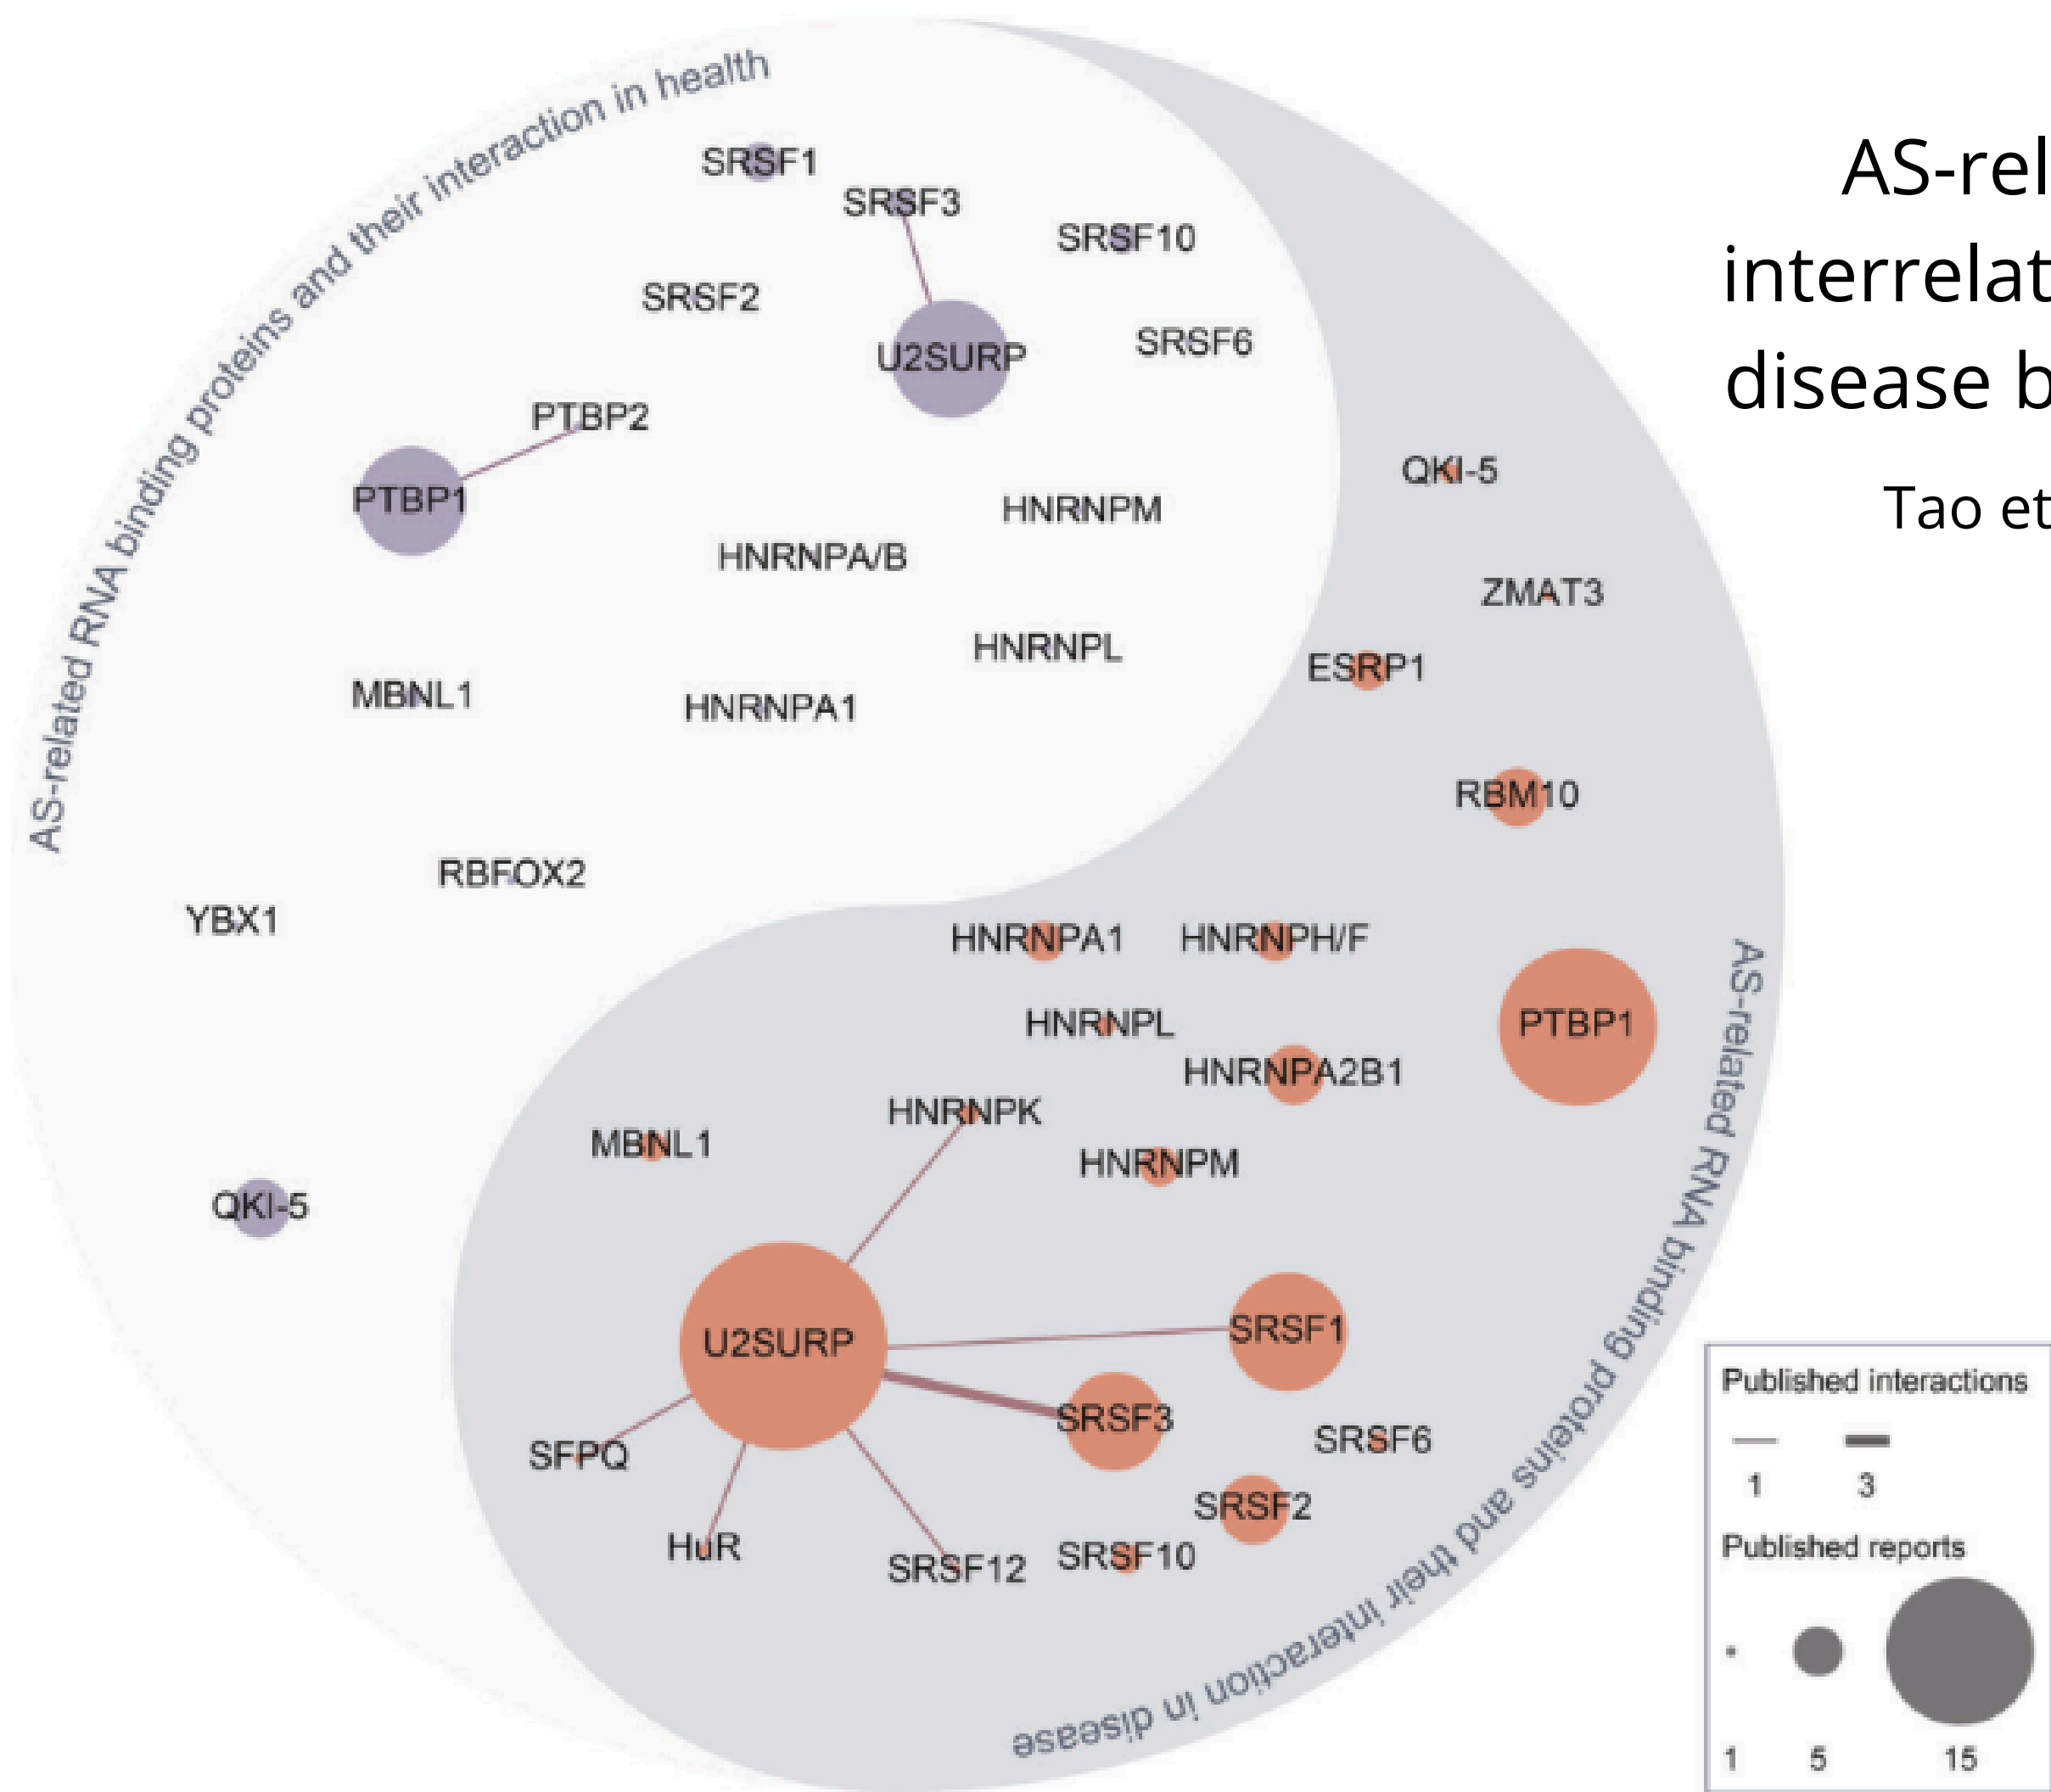 AS-related RNA binding proteins and their interaction in health
SRSF1
SRSF3
SRSF10
SRSF2
SRSF6
U2SURP
PTBP2
PTBP1
HNRNPM
HNRNPA/B
HNRNPL
MBNL1
HNRNPA1
RBFOX2
YBX1
QKI-5
AS-rel
interrelat
disease b
Tao et
QKI-5
ZMAT3
ESRP1
RBM10
HNRNPA1
HNRNPH/F
HNRNPL
PTBP1
HNRNPA2B1
HNRNPK
MBNL1
HNRNPM
U2SURP
SRSF1
SRSF3
SRSF6
SFPQ
SRSF2
HuR
SRSF12
SRSF10
AS-related RNA binding proteins and their interaction in disease
Published interactions
1 3
Published reports
1 5 15